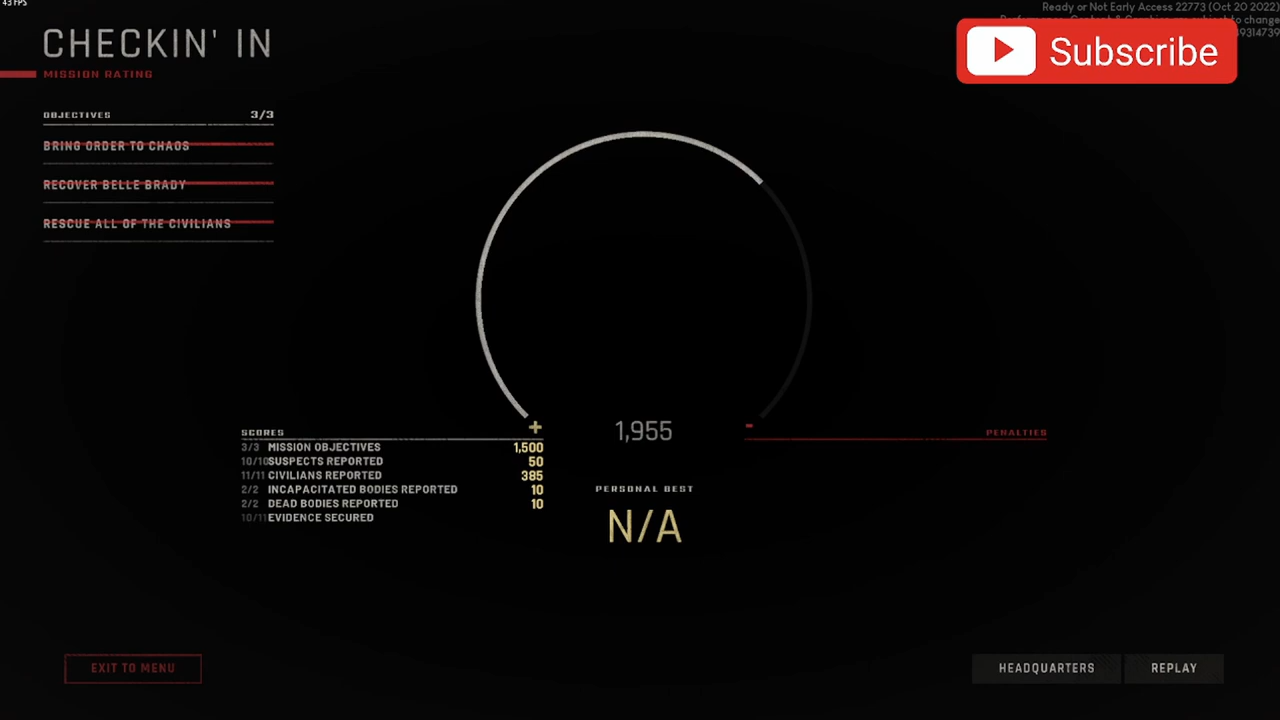 43 FPS
Ready or Not Early Access 22773 (Oct 20 2022)
CHECKIN' IN
MISSION RATING
Subscribe
OBJECTIVES 3/3
BRING ORDER TO CHAOS
RECOVER BELLE BRADY
RESCUE ALL OF THE CIVILIANS
SCORES + 1,955 - PENALTIES
3/3 MISSION OBJECTIVES 1,500
10/10 SUSPECTS REPORTED 50
11/11 CIVILIANS REPORTED 385
2/2 INCAPACITATED BODIES REPORTED 10
2/2 DEAD BODIES REPORTED 10
10/11 EVIDENCE SECURED
PERSONAL BEST
N/A
EXIT TO MENU
HEADQUARTERS
REPLAY